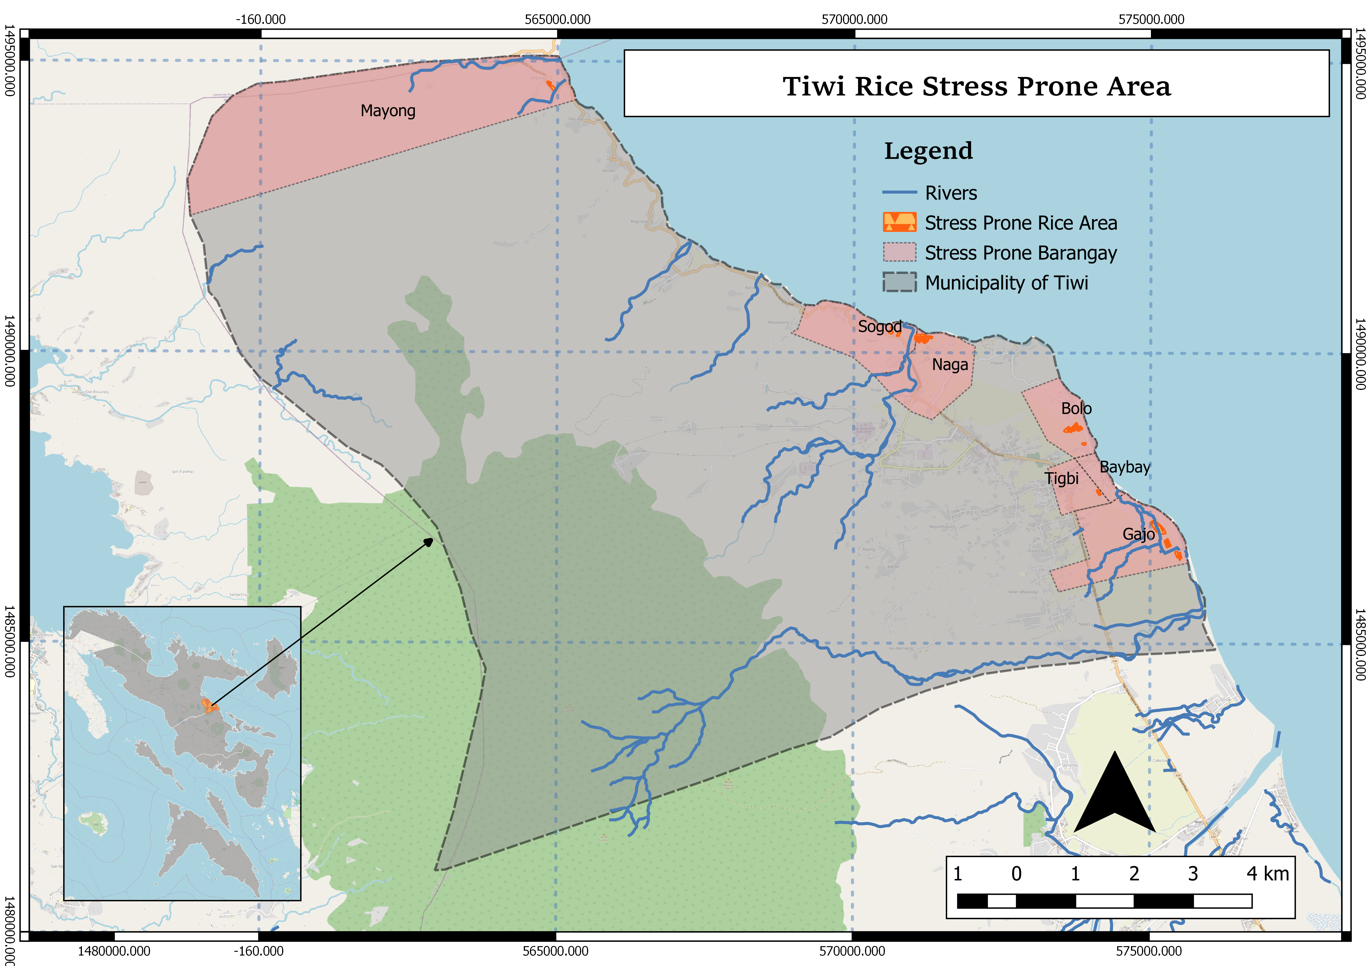 -160.000
565000.000
570000.000
575000.000
1495000.000
1495000.000
Tiwi Rice Stress Prone Area
Mayong
Legend
Rivers
Stress Prone Rice Area
Stress Prone Barangay
Municipality of Tiwi
1490000.000
1490000.000
Sogod
Naga
Bolo
Baybay
Tigbi
Gajo
1485000.000
1485000.000
1 0 1 2 3 4 km
1480000.000
1480000.000
1480000.000
-160.000
565000.000
570000.000
575000.000